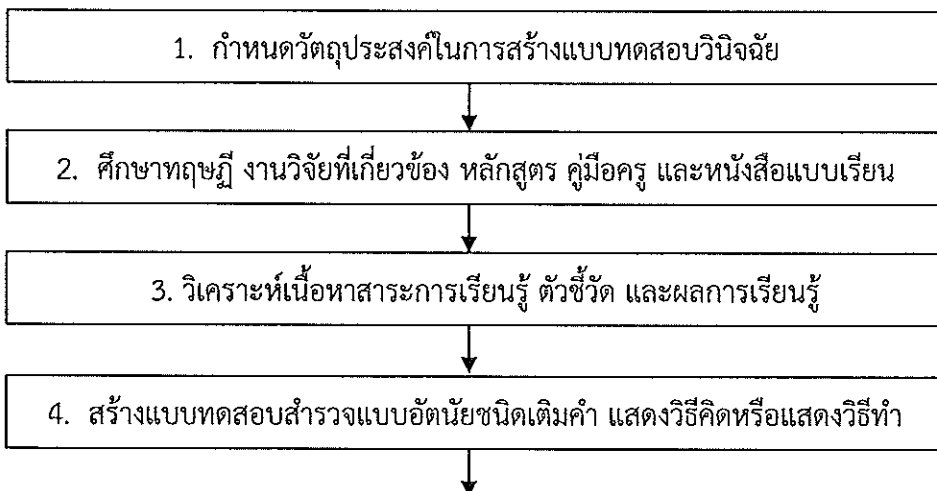 1. กำหนดวัตถุประสงค์ในการสร้างแบบทดสอบวินิจฉัย
2. ศึกษาทฤษฎี งานวิจัยที่เกี่ยวข้อง หลักสูตร คู่มือครู และหนังสือแบบเรียน
3. วิเคราะห์เนื้อหาสาระการเรียนรู้ ตัวชี้วัด และผลการเรียนรู้
4. สร้างแบบทดสอบสำรวจแบบอัตนัยชนิดเติมคำ แสดงวิธีคิดหรือแสดงวิธีทำ